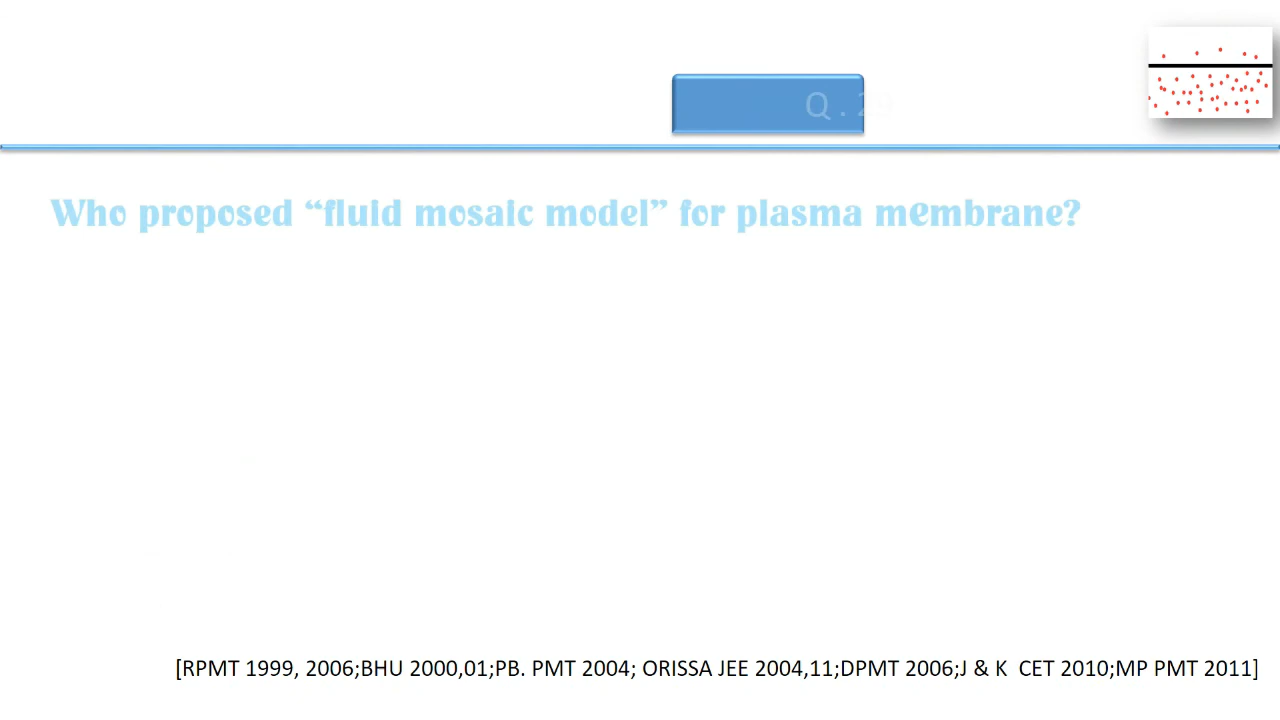 Q.28
Who proposed “fluid mosaic model” for plasma membrane?
[RPMT 1999, 2006;BHU 2000,01;PB. PMT 2004; ORISSA JEE 2004,11;DPMT 2006;J & K CET 2010;MP PMT 2011]